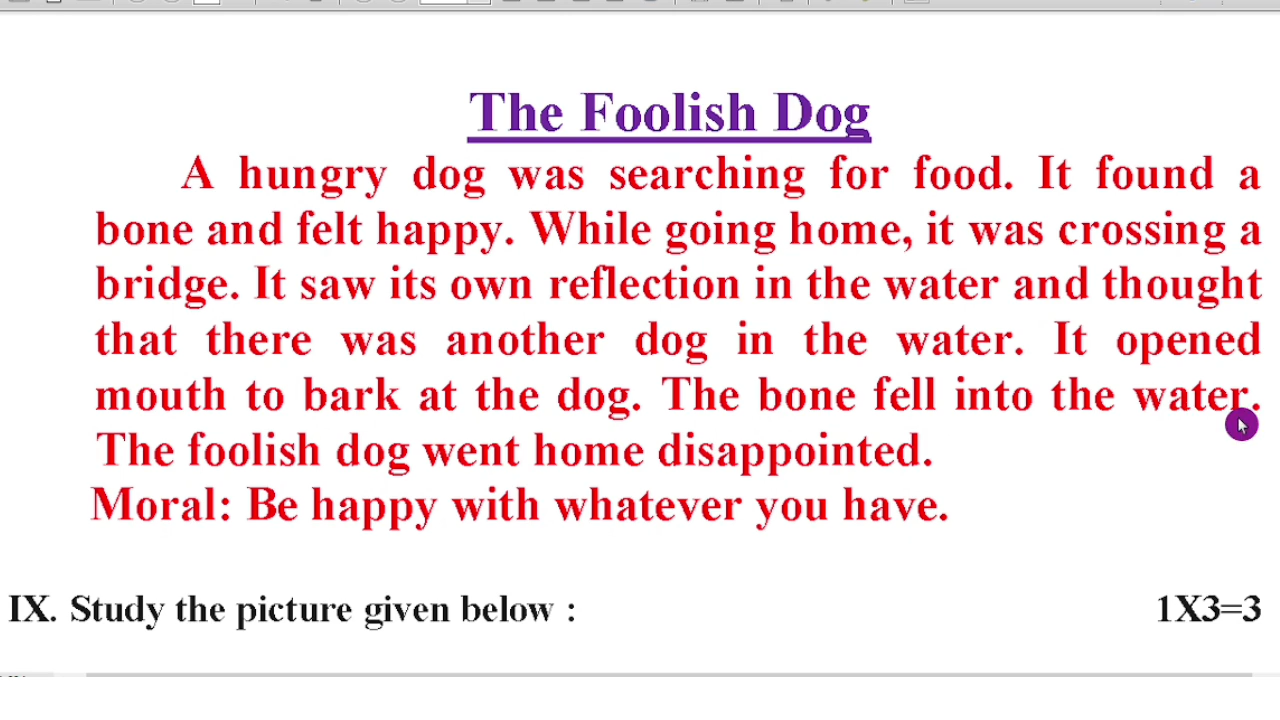 The Foolish Dog
A hungry dog was searching for food. It found a
bone and felt happy. While going home, it was crossing a
bridge. It saw its own reflection in the water and thought
that there was another dog in the water. It opened
mouth to bark at the dog. The bone fell into the water.
The foolish dog went home disappointed.
Moral: Be happy with whatever you have.
IX. Study the picture given below : 1X3=3